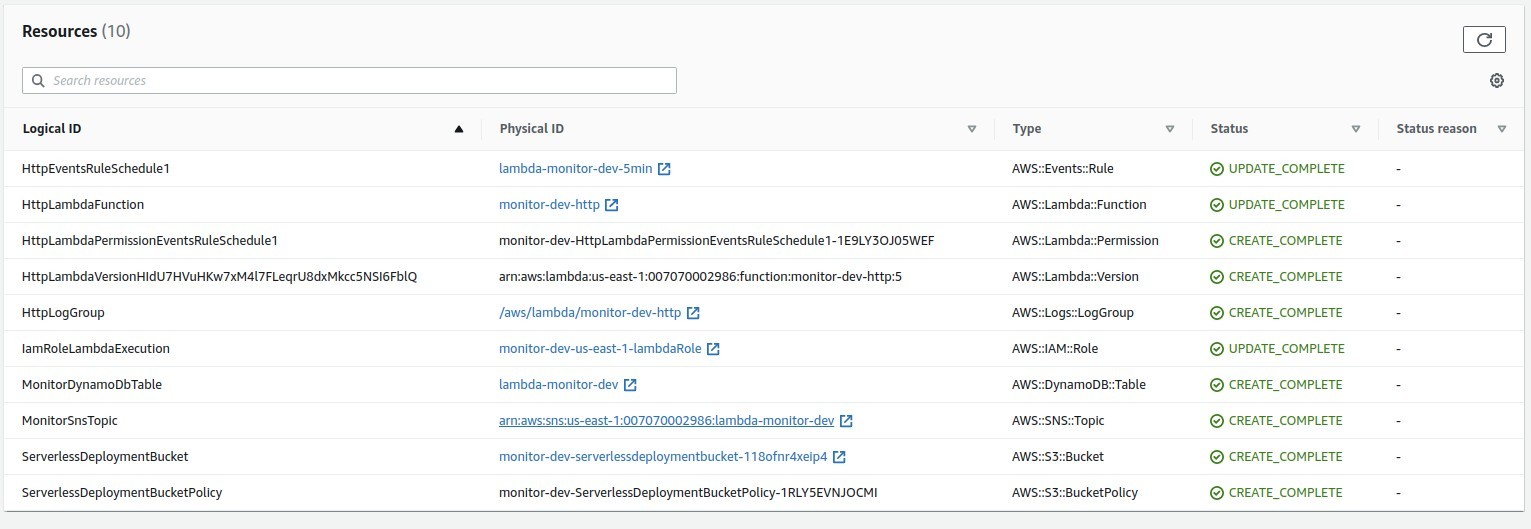 Resources (10)
Search resources
Logical ID Physical ID Type Status Status reason
HttpEventsRuleSchedule1 lambda-monitor-dev-5min AWS::Events::Rule UPDATE_COMPLETE -
HttpLambdaFunction monitor-dev-http AWS::Lambda::Function UPDATE_COMPLETE -
HttpLambdaPermissionEventsRuleSchedule1 monitor-dev-HttpLambdaPermissionEventsRuleSchedule1-1E9LY3OJ05WEF AWS::Lambda::Permission CREATE_COMPLETE -
HttpLambdaVersionHIdU7HVuHKw7xM4l7FLeqrU8dxMkcc5NSI6FblQ arn:aws:lambda:us-east-1:007070002986:function:monitor-dev-http:5 AWS::Lambda::Version CREATE_COMPLETE -
HttpLogGroup /aws/lambda/monitor-dev-http AWS::Logs::LogGroup CREATE_COMPLETE -
IamRoleLambdaExecution monitor-dev-us-east-1-lambdaRole AWS::IAM::Role UPDATE_COMPLETE -
MonitorDynamoDbTable lambda-monitor-dev AWS::DynamoDB::Table CREATE_COMPLETE -
MonitorSnsTopic arn:aws:sns:us-east-1:007070002986:lambda-monitor-dev AWS::SNS::Topic CREATE_COMPLETE -
ServerlessDeploymentBucket monitor-dev-serverlessdeploymentbucket-118ofnr4xeip4 AWS::S3::Bucket CREATE_COMPLETE -
ServerlessDeploymentBucketPolicy monitor-dev-ServerlessDeploymentBucketPolicy-1RLY5EVNJOCMI AWS::S3::BucketPolicy CREATE_COMPLETE -